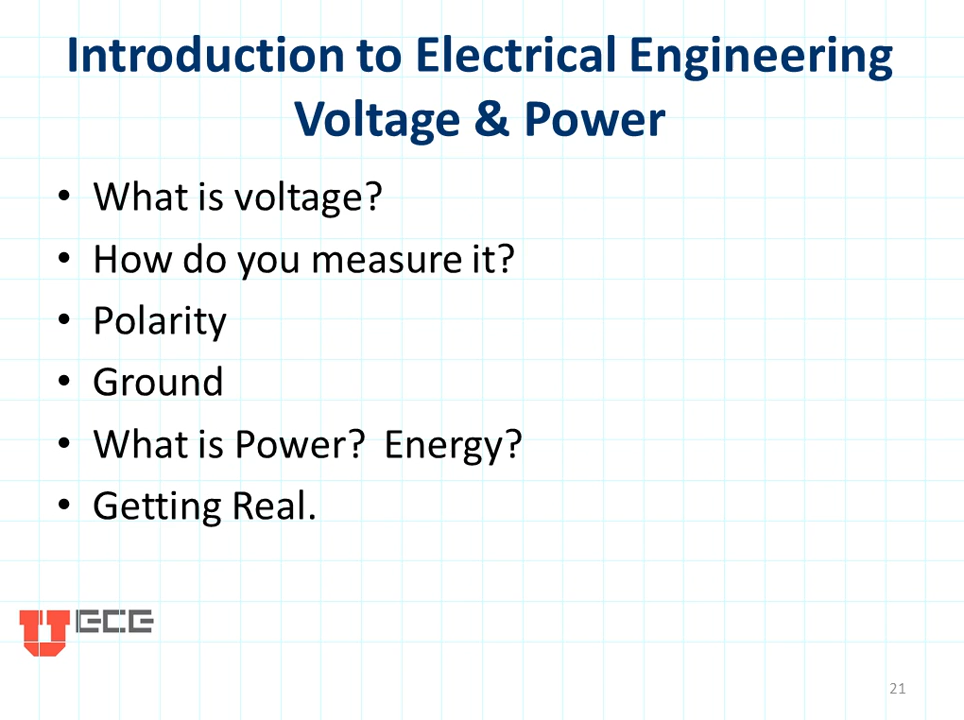 Introduction to Electrical Engineering
Voltage & Power
• What is voltage?
• How do you measure it?
• Polarity
• Ground
• What is Power?  Energy?
• Getting Real.
U ECE
21